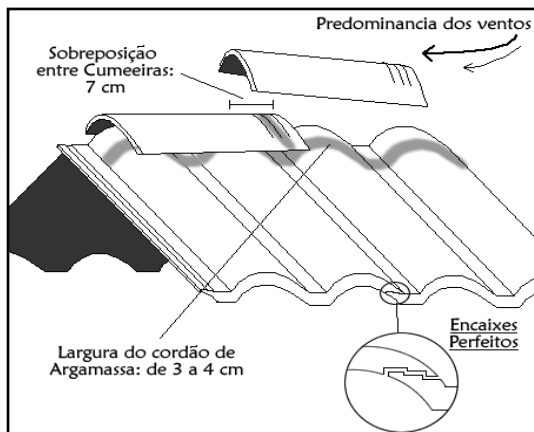 Predominancia dos ventos
Sobreposição
entre Cumeeiras:
7 cm
Encaixes
Perfeitos
Largura do cordão de
Argamassa: de 3 a 4 cm